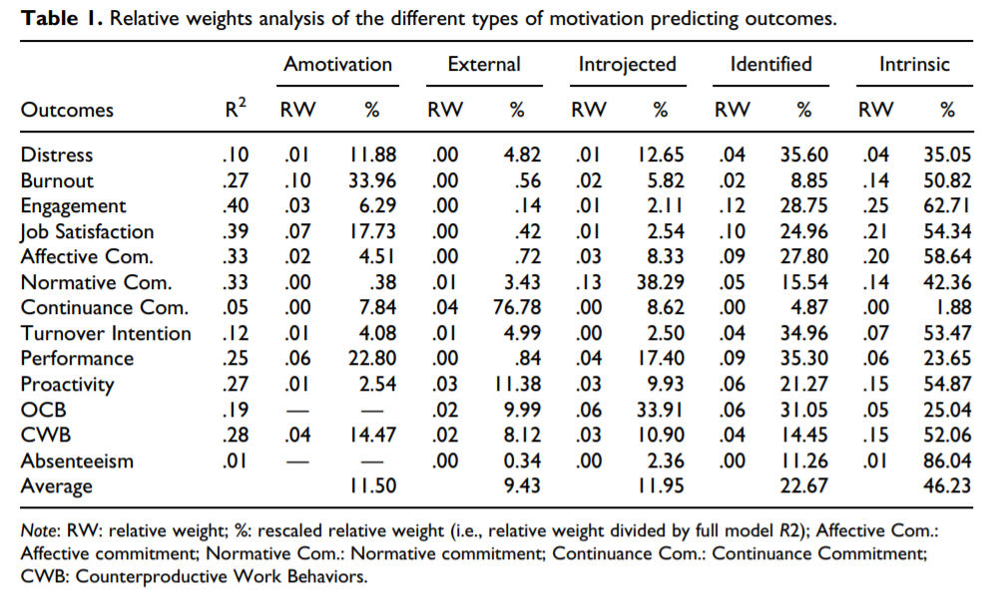 Table 1. Relative weights analysis of the different types of motivation predicting outcomes.
Amotivation External Introjected Identified Intrinsic
Outcomes R2 RW % RW % RW % RW % RW %
Distress .10 .01 11.88 .00 4.82 .01 12.65 .04 35.60 .04 35.05
Burnout .27 .10 33.96 .00 .56 .02 5.82 .02 8.85 .14 50.82
Engagement .40 .03 6.29 .00 .14 .01 2.11 .12 28.75 .25 62.71
Job Satisfaction .39 .07 17.73 .00 .42 .01 2.54 .10 24.96 .21 54.34
Affective Com. .33 .02 4.51 .00 .72 .03 8.33 .09 27.80 .20 58.64
Normative Com. .33 .00 .38 .01 3.43 .13 38.29 .05 15.54 .14 42.36
Continuance Com. .05 .00 7.84 .04 76.78 .00 8.62 .00 4.87 .00 1.88
Turnover Intention .12 .01 4.08 .01 4.99 .00 2.50 .04 34.96 .07 53.47
Performance .25 .06 22.80 .00 .84 .04 17.40 .09 35.30 .06 23.65
Proactivity .27 .01 2.54 .03 11.38 .03 9.93 .06 21.27 .15 54.87
OCB .19 — — .02 9.99 .06 33.91 .06 31.05 .05 25.04
CWB .28 .04 14.47 .02 8.12 .03 10.90 .04 14.45 .15 52.06
Absenteeism .01 — — .00 0.34 .00 2.36 .00 11.26 .01 86.04
Average 11.50 9.43 11.95 22.67 46.23
Note: RW: relative weight; %: rescaled relative weight (i.e., relative weight divided by full model R2); Affective Com.:
Affective commitment; Normative Com.: Normative commitment; Continuance Com.: Continuance Commitment;
CWB: Counterproductive Work Behaviors.